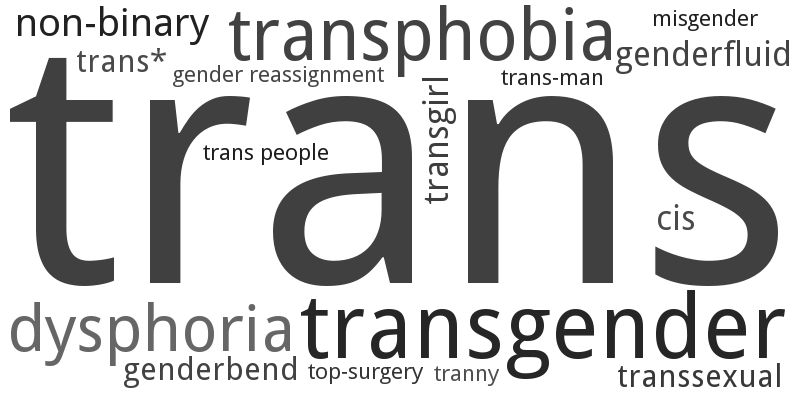 non-binary
transphobia
misgender
trans*
genderfluid
gender reassignment
trans-man
transgirl
trans
trans people
cis
dysphoria
transgender
genderbend
top-surgery
tranny
transsexual